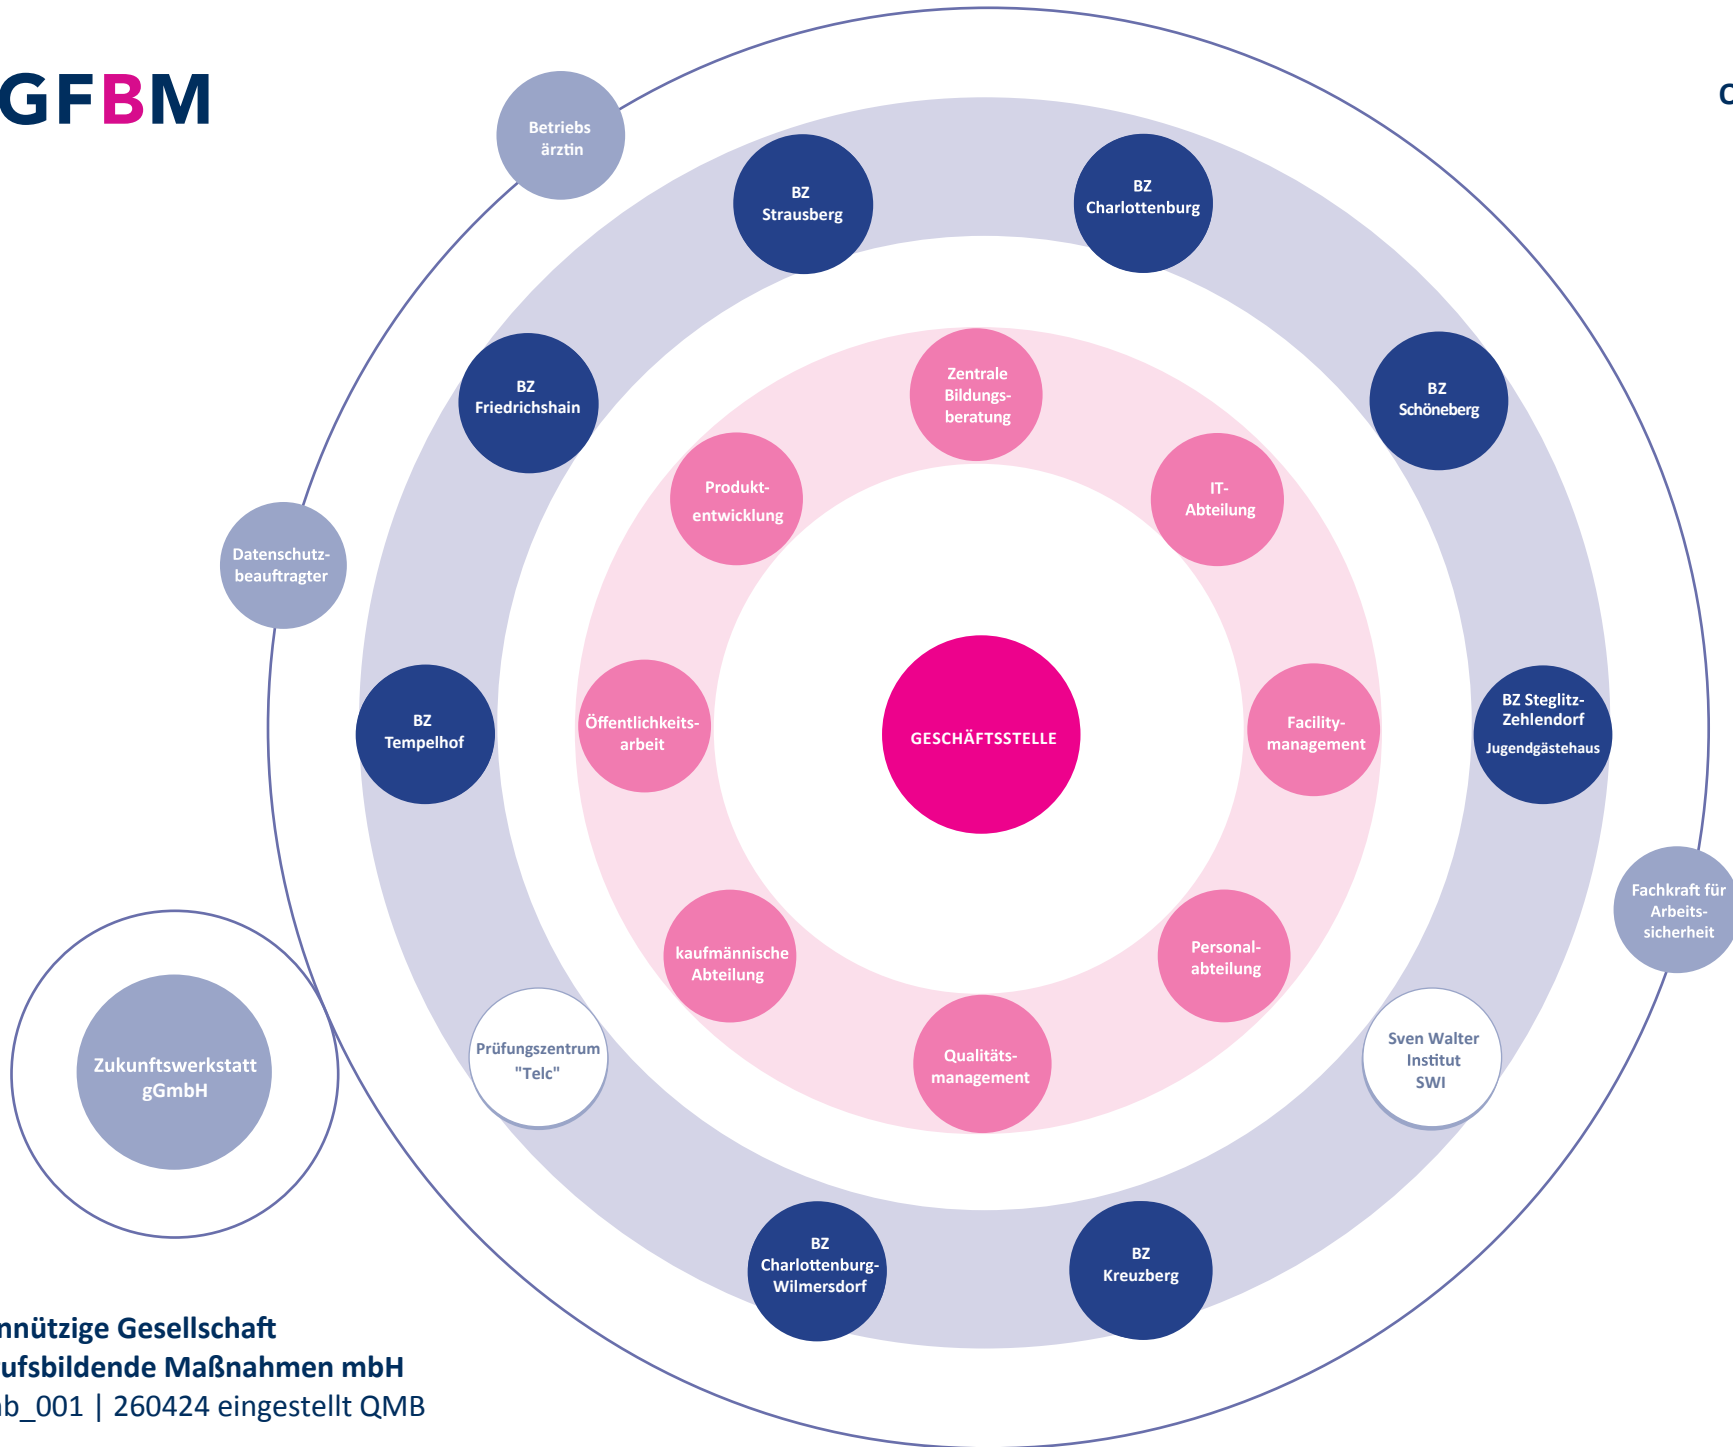 GFBM
Betriebs
ärztin
BZ
Strausberg
BZ
Charlottenburg
BZ
Friedrichshain
BZ
Schöneberg
Zentrale
Bildungs-
beratung
Produkt-
entwicklung
IT-
Abteilung
Datenschutz-
beauftragter
BZ
Tempelhof
Öffentlichkeits-
arbeit
GESCHÄFTSSTELLE
Facility-
management
BZ Steglitz-
Zehlendorf
Jugendgästehaus
Fachkraft für
Arbeits-
sicherheit
kaufmännische
Abteilung
Personal-
abteilung
Qualitäts-
management
Prüfungszentrum
"Telc"
Sven Walter
Institut
SWI
Zukunftswerkstatt
gGmbH
BZ
Charlottenburg-
Wilmersdorf
BZ
Kreuzberg
nnützige Gesellschaft
ufsbildende Maßnahmen mbH
b_001 | 260424 eingestellt QMB